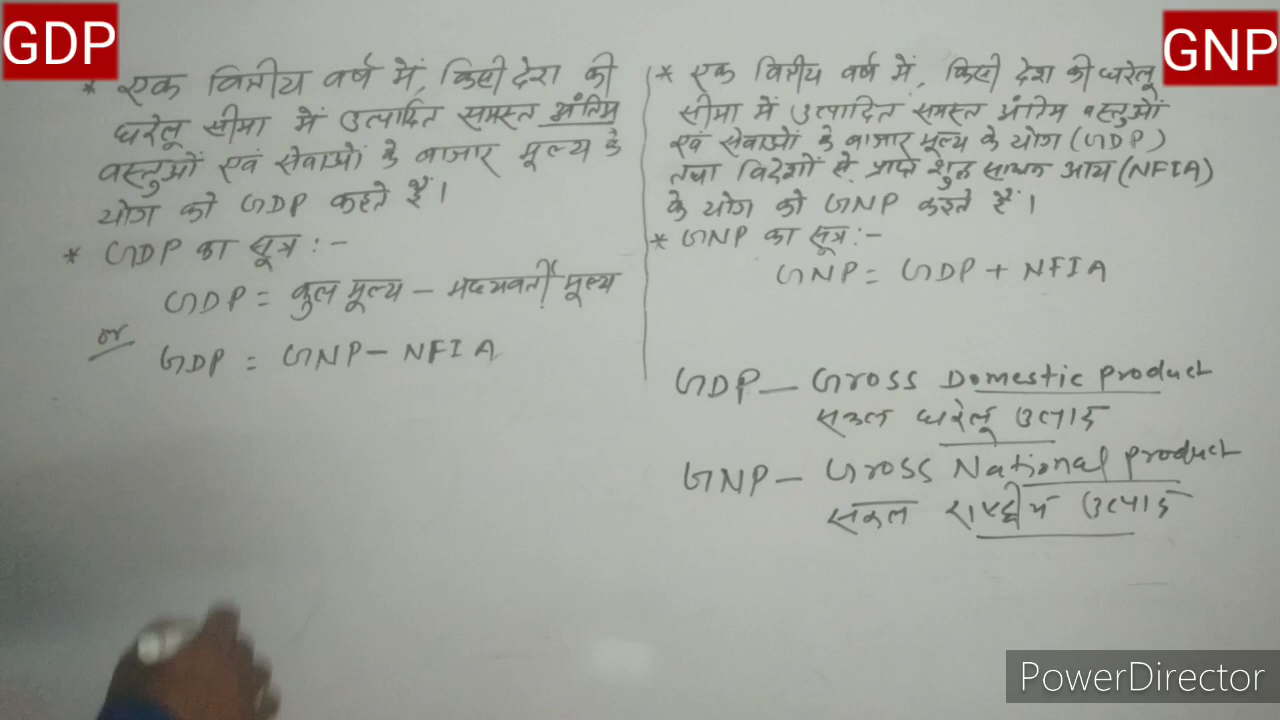 GDP
* एक वित्तीय वर्ष में, किसी देश की
घरेलू सीमा में उत्पादित समस्त अंतिम
वस्तुओं एवं सेवाओं के बाजार मूल्य के
योग को GDP कहते हैं।
* GDP का सूत्र :-
GDP = कुल मूल्य - मध्यवर्ती मूल्य
or
GDP = GNP - NFIA
GNP
* एक वित्तीय वर्ष में, किसी देश की घरेलू
सीमा में उत्पादित समस्त अंतिम वस्तुओं
एवं सेवाओं के बाजार मूल्य के योग (GDP)
तथा विदेशों से प्राप्त शुद्ध साधन आय (NFIA)
के योग को GNP कहते हैं।
* GNP का सूत्र :-
GNP = GDP + NFIA
GDP - Gross Domestic product
सकल घरेलू उत्पाद
GNP - Gross National product
सकल राष्ट्रीय उत्पाद
PowerDirector